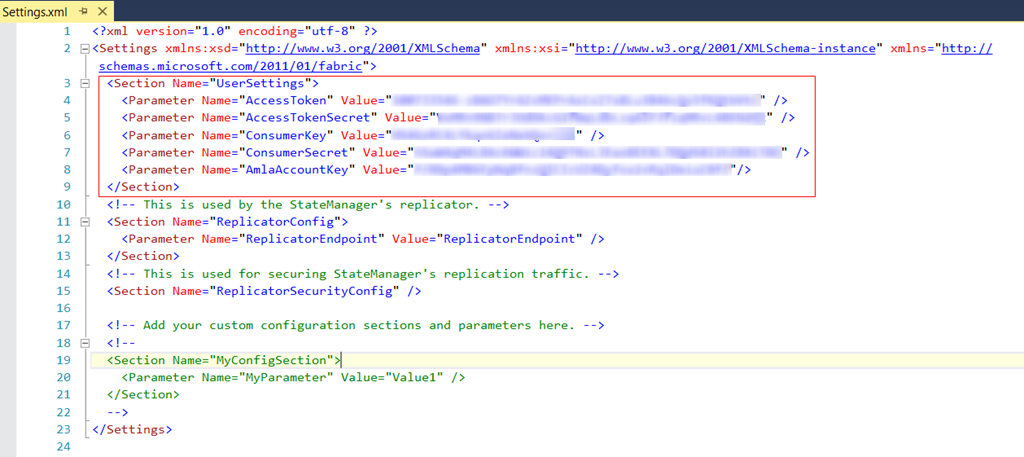 Settings.xml
1 <?xml version="1.0" encoding="utf-8" ?>
2 <Settings xmlns:xsd="http://www.w3.org/2001/XMLSchema" xmlns:xsi="http://www.w3.org/2001/XMLSchema-instance" xmlns="http://
schemas.microsoft.com/2011/01/fabric">
3 <Section Name="UserSettings">
4 <Parameter Name="AccessToken" Value=" " />
5 <Parameter Name="AccessTokenSecret" Value=" " />
6 <Parameter Name="ConsumerKey" Value=" " />
7 <Parameter Name="ConsumerSecret" Value=" " />
8 <Parameter Name="AmlaAccountKey" Value=" "/>
9 </Section>
10 <!-- This is used by the StateManager's replicator. -->
11 <Section Name="ReplicatorConfig">
12 <Parameter Name="ReplicatorEndpoint" Value="ReplicatorEndpoint" />
13 </Section>
14 <!-- This is used for securing StateManager's replication traffic. -->
15 <Section Name="ReplicatorSecurityConfig" />
16
17 <!-- Add your custom configuration sections and parameters here. -->
18 <!--
19 <Section Name="MyConfigSection">
20 <Parameter Name="MyParameter" Value="Value1" />
21 </Section>
22 -->
23 </Settings>
24